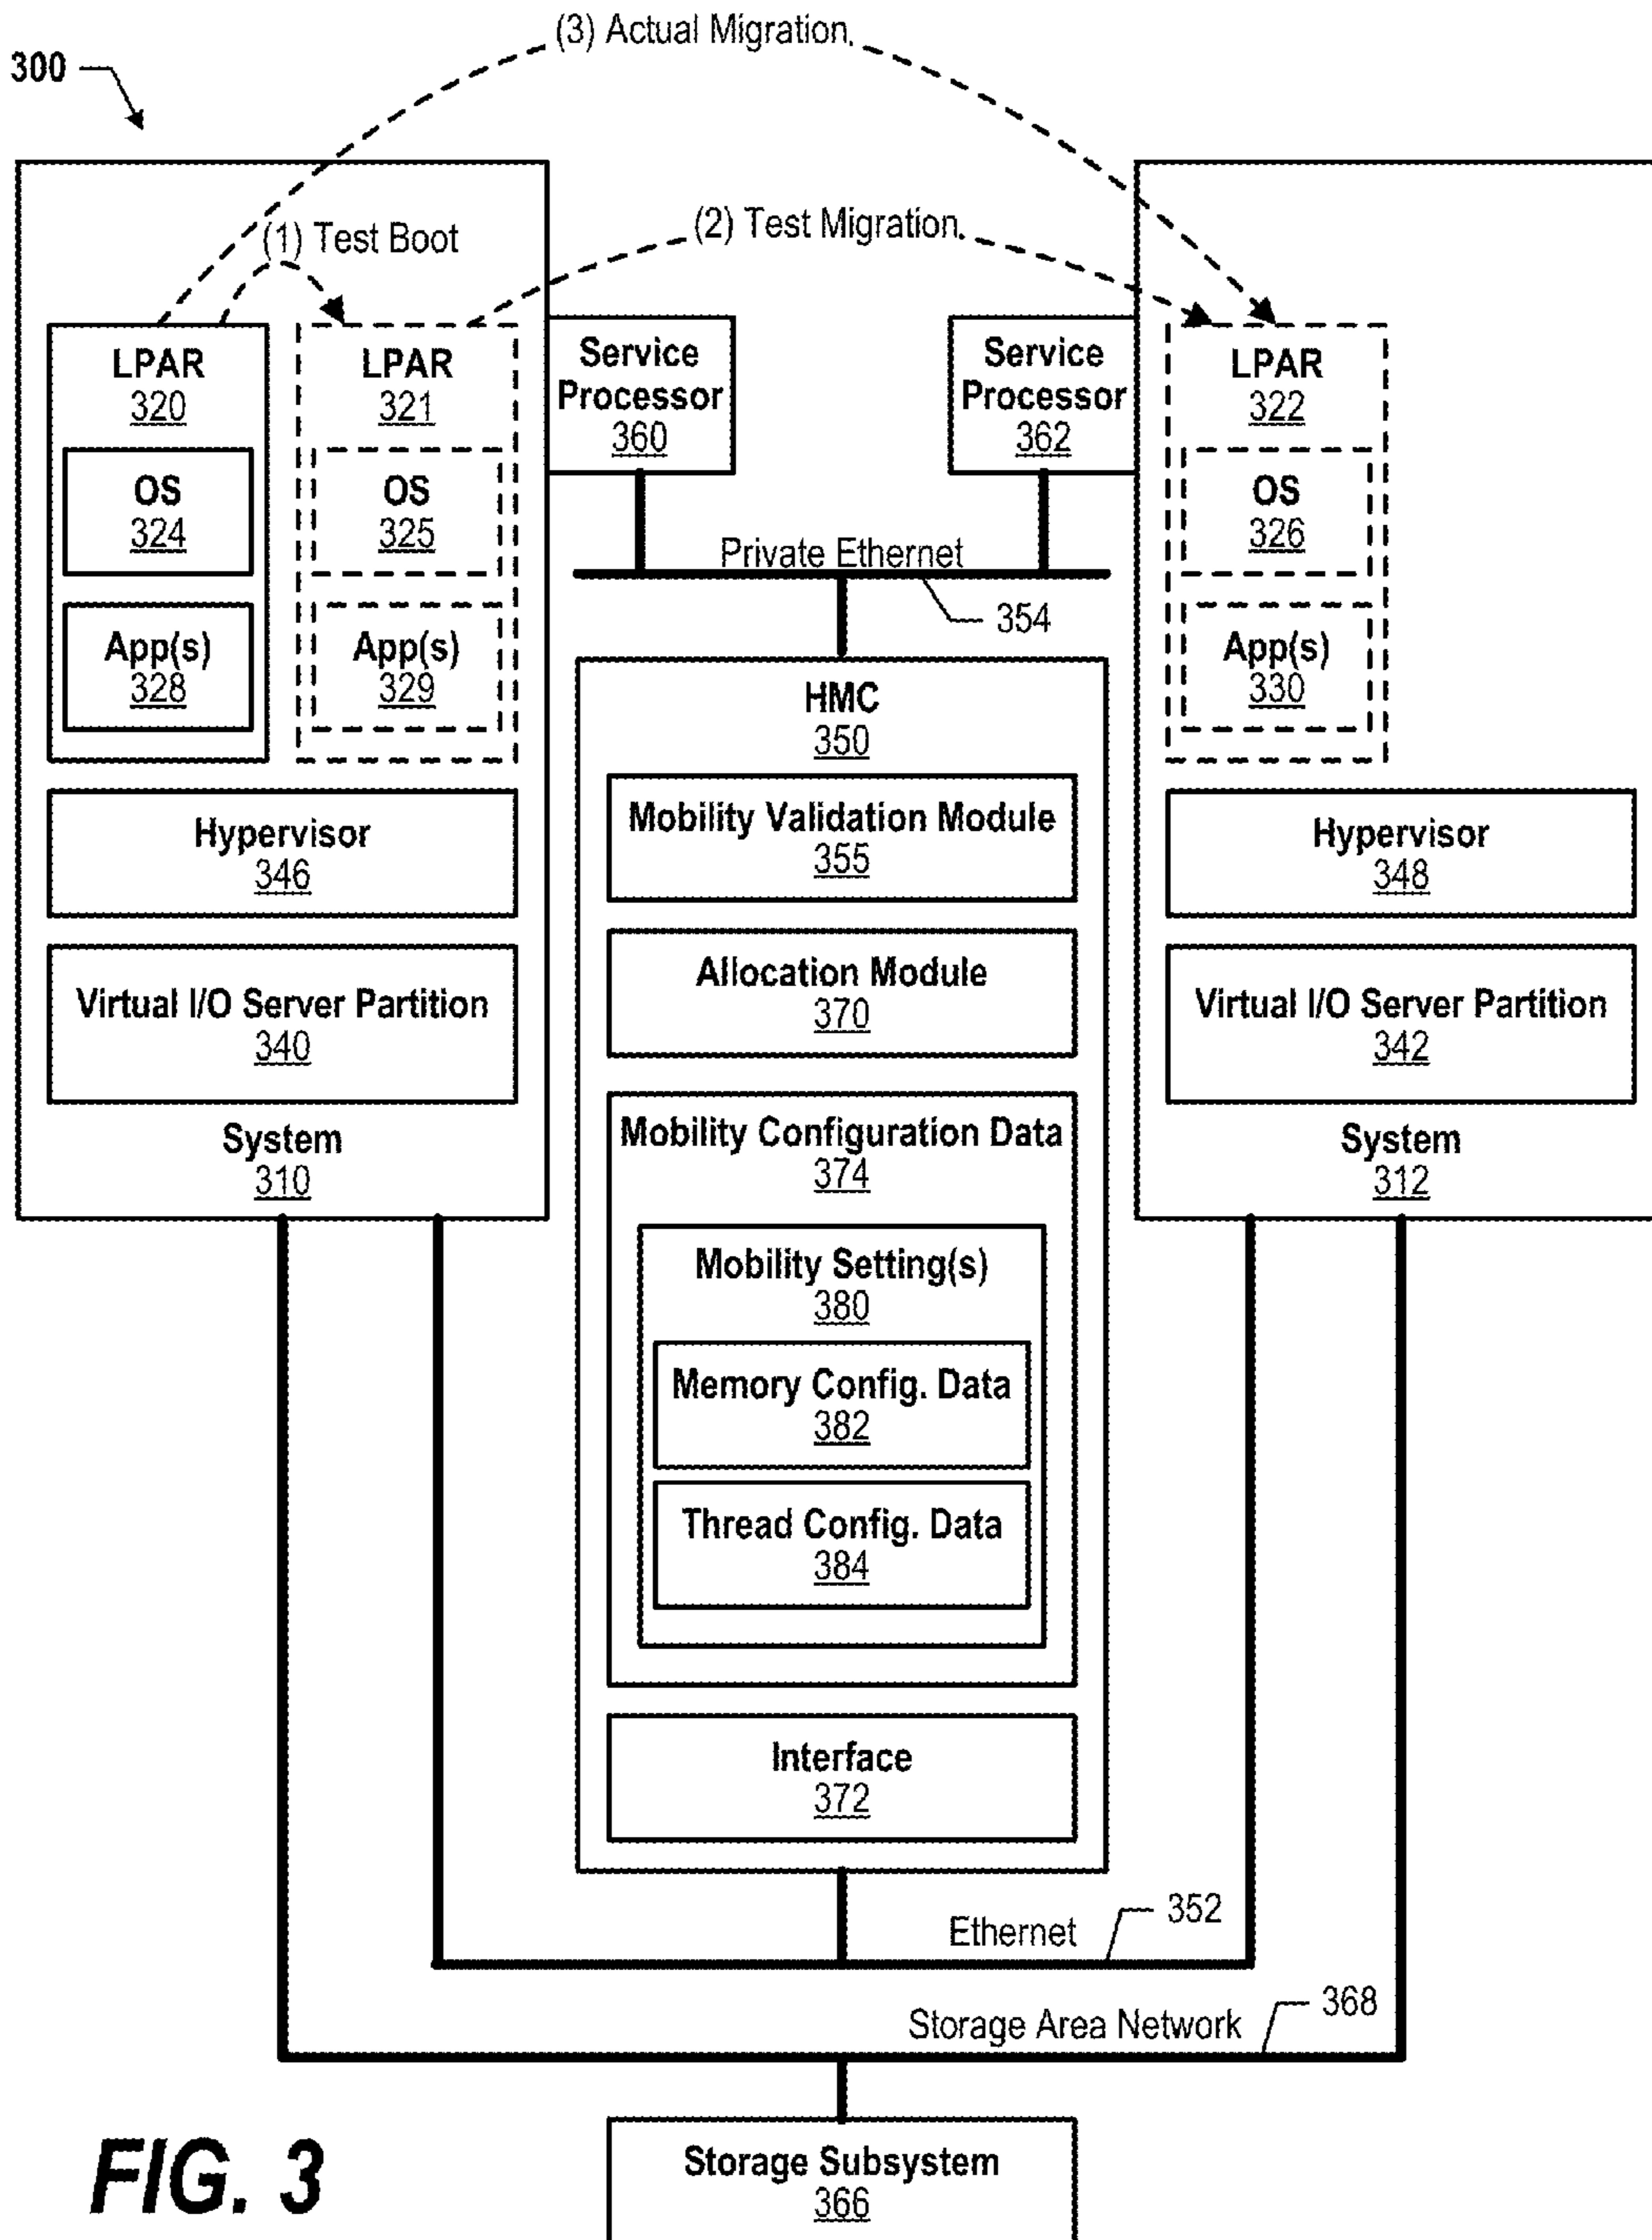 (3) Actual Migration
300
(1) Test Boot
(2) Test Migration
LPAR
320
OS
324
App(s)
328
LPAR
321
OS
325
App(s)
329
Service
Processor
360
Service
Processor
362
LPAR
322
OS
326
App(s)
330
Private Ethernet
354
Hypervisor
346
Virtual I/O Server Partition
340
System
310
HMC
350
Mobility Validation Module
355
Allocation Module
370
Mobility Configuration Data
374
Mobility Setting(s)
380
Memory Config. Data
382
Thread Config. Data
384
Interface
372
Hypervisor
348
Virtual I/O Server Partition
342
System
312
Ethernet
352
Storage Area Network
368
Storage Subsystem
366
FIG. 3